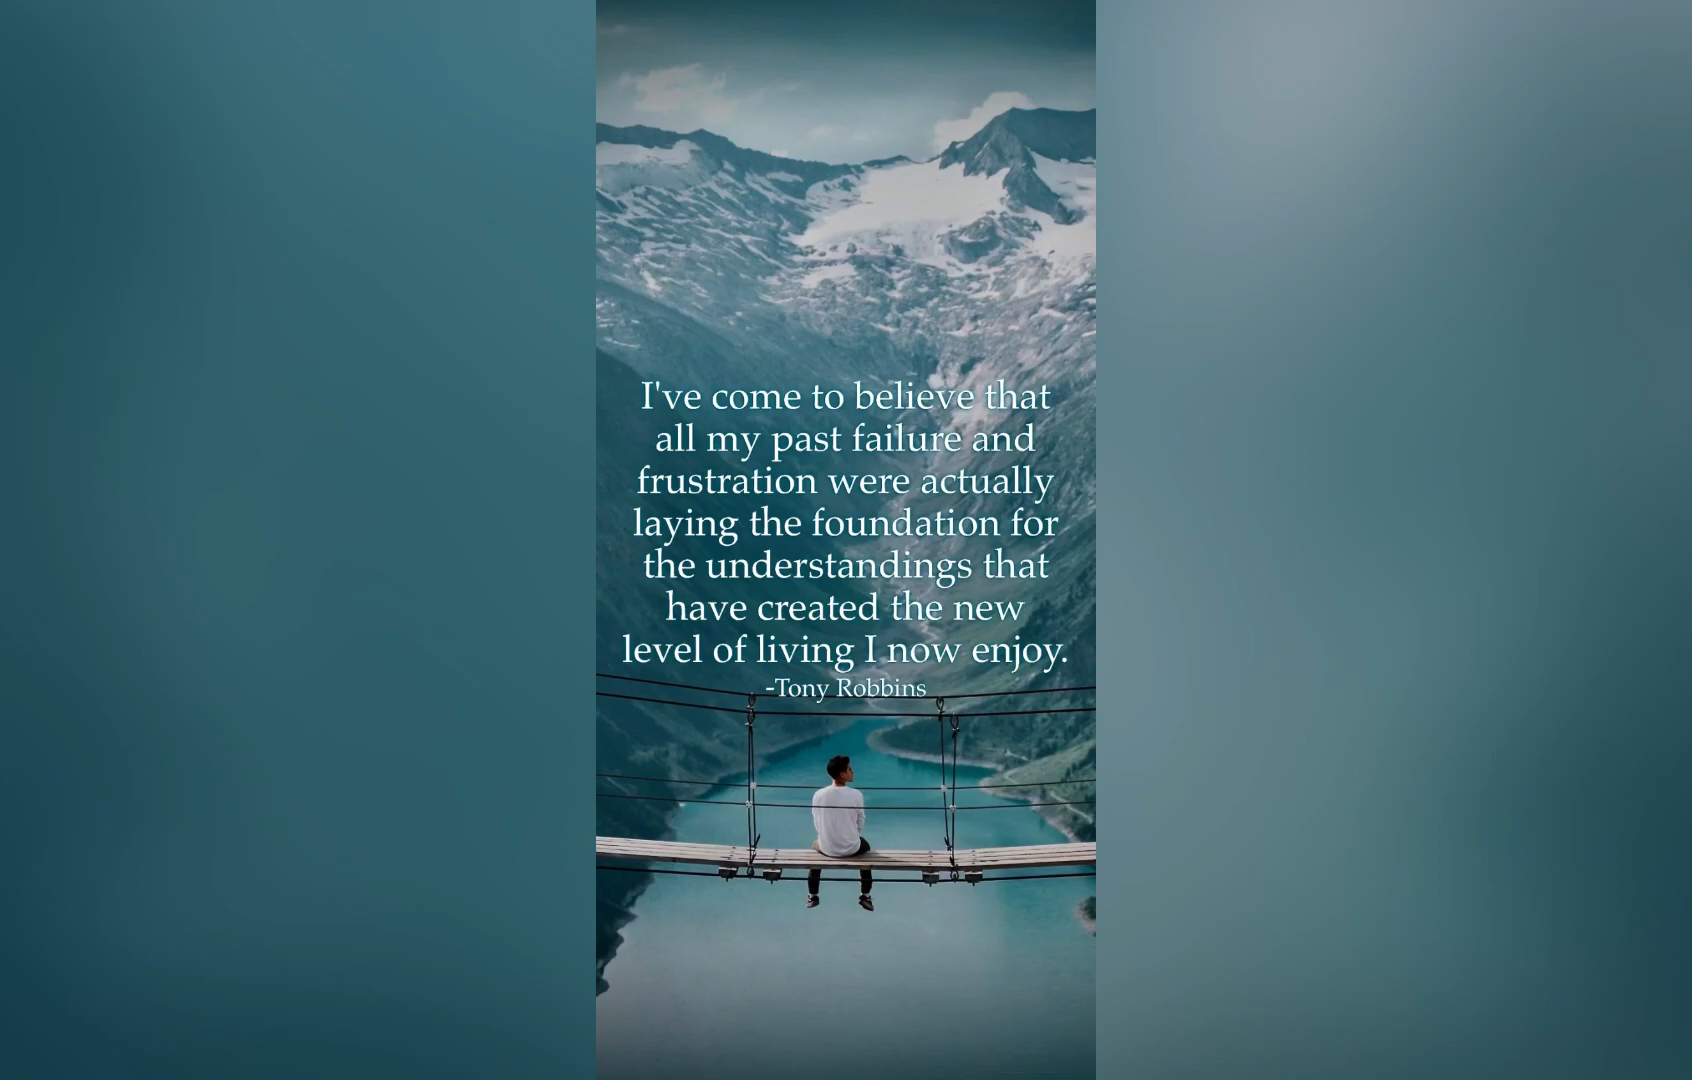 I've come to believe that
all my past failure and
frustration were actually
laying the foundation for
the understandings that
have created the new
level of living I now enjoy.
-Tony Robbins